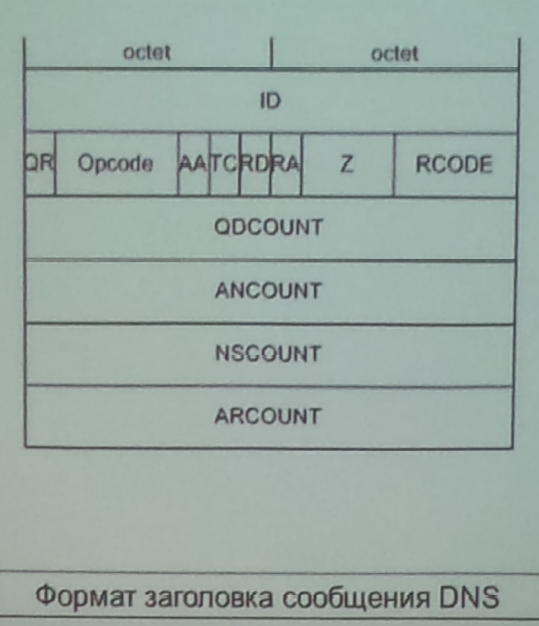 octet octet
ID
QR Opcode AA TC RD RA Z RCODE
QDCOUNT
ANCOUNT
NSCOUNT
ARCOUNT
Формат заголовка сообщения DNS